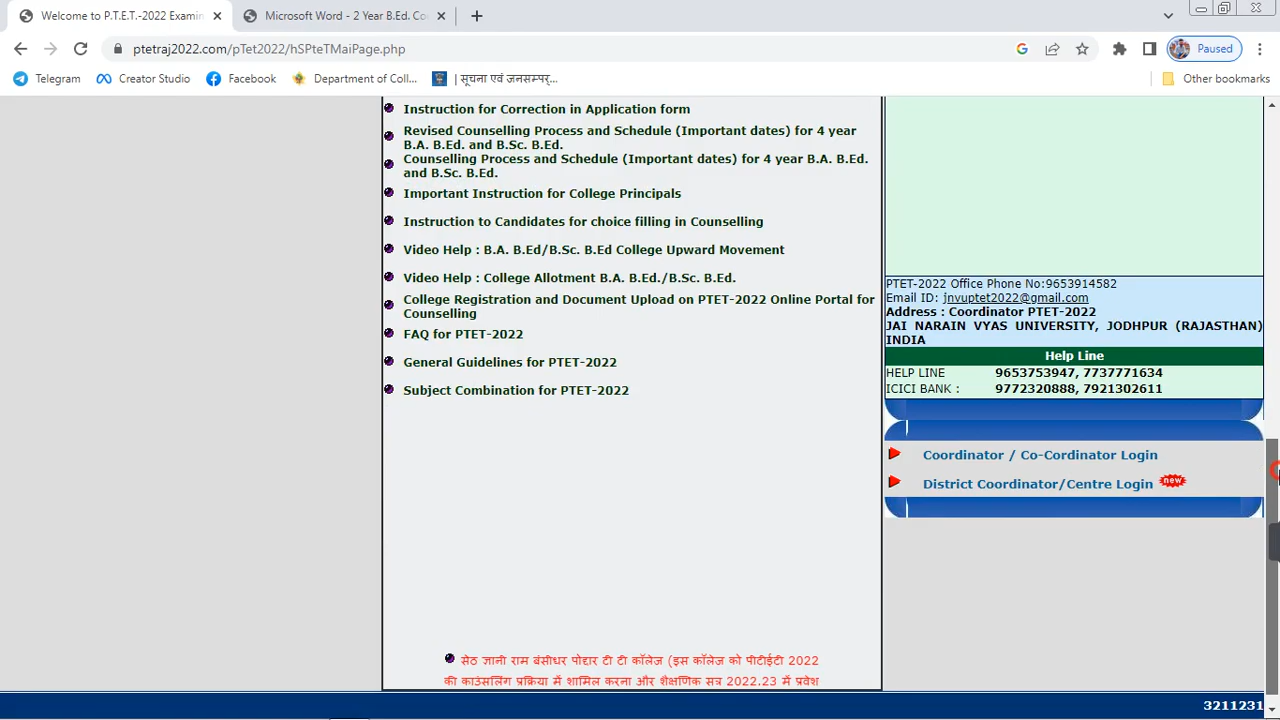 Welcome to P.T.E.T.-2022 Examin
Microsoft Word - 2 Year B.Ed. Co
ptetraj2022.com/pTet2022/hSPteTMaiPage.php
Paused
Telegram
Creator Studio
Facebook
Department of Coll...
| सूचना एवं जनसम्पर्...
Other bookmarks
Instruction for Correction in Application form
Revised Counselling Process and Schedule (Important dates) for 4 year
B.A. B.Ed. and B.Sc. B.Ed.
Counselling Process and Schedule (Important dates) for 4 year B.A. B.Ed.
and B.Sc. B.Ed.
Important Instruction for College Principals
Instruction to Candidates for choice filling in Counselling
Video Help : B.A. B.Ed/B.Sc. B.Ed College Upward Movement
Video Help : College Allotment B.A. B.Ed./B.Sc. B.Ed.
College Registration and Document Upload on PTET-2022 Online Portal for
Counselling
FAQ for PTET-2022
General Guidelines for PTET-2022
Subject Combination for PTET-2022
सेठ ज्ञानी राम बंसीधर पोद्दार टी टी कॉलेज (इस कॉलेज को पीटीईटी 2022
की काउंसलिंग प्रक्रिया में शामिल करना और शैक्षणिक सत्र 2022.23 में प्रवेश
PTET-2022 Office Phone No:9653914582
Email ID: jnvuptet2022@gmail.com
Address : Coordinator PTET-2022
JAI NARAIN VYAS UNIVERSITY, JODHPUR (RAJASTHAN)
INDIA
Help Line
HELP LINE 9653753947, 7737771634
ICICI BANK : 9772320888, 7921302611
Coordinator / Co-Cordinator Login
District Coordinator/Centre Login new
3211231